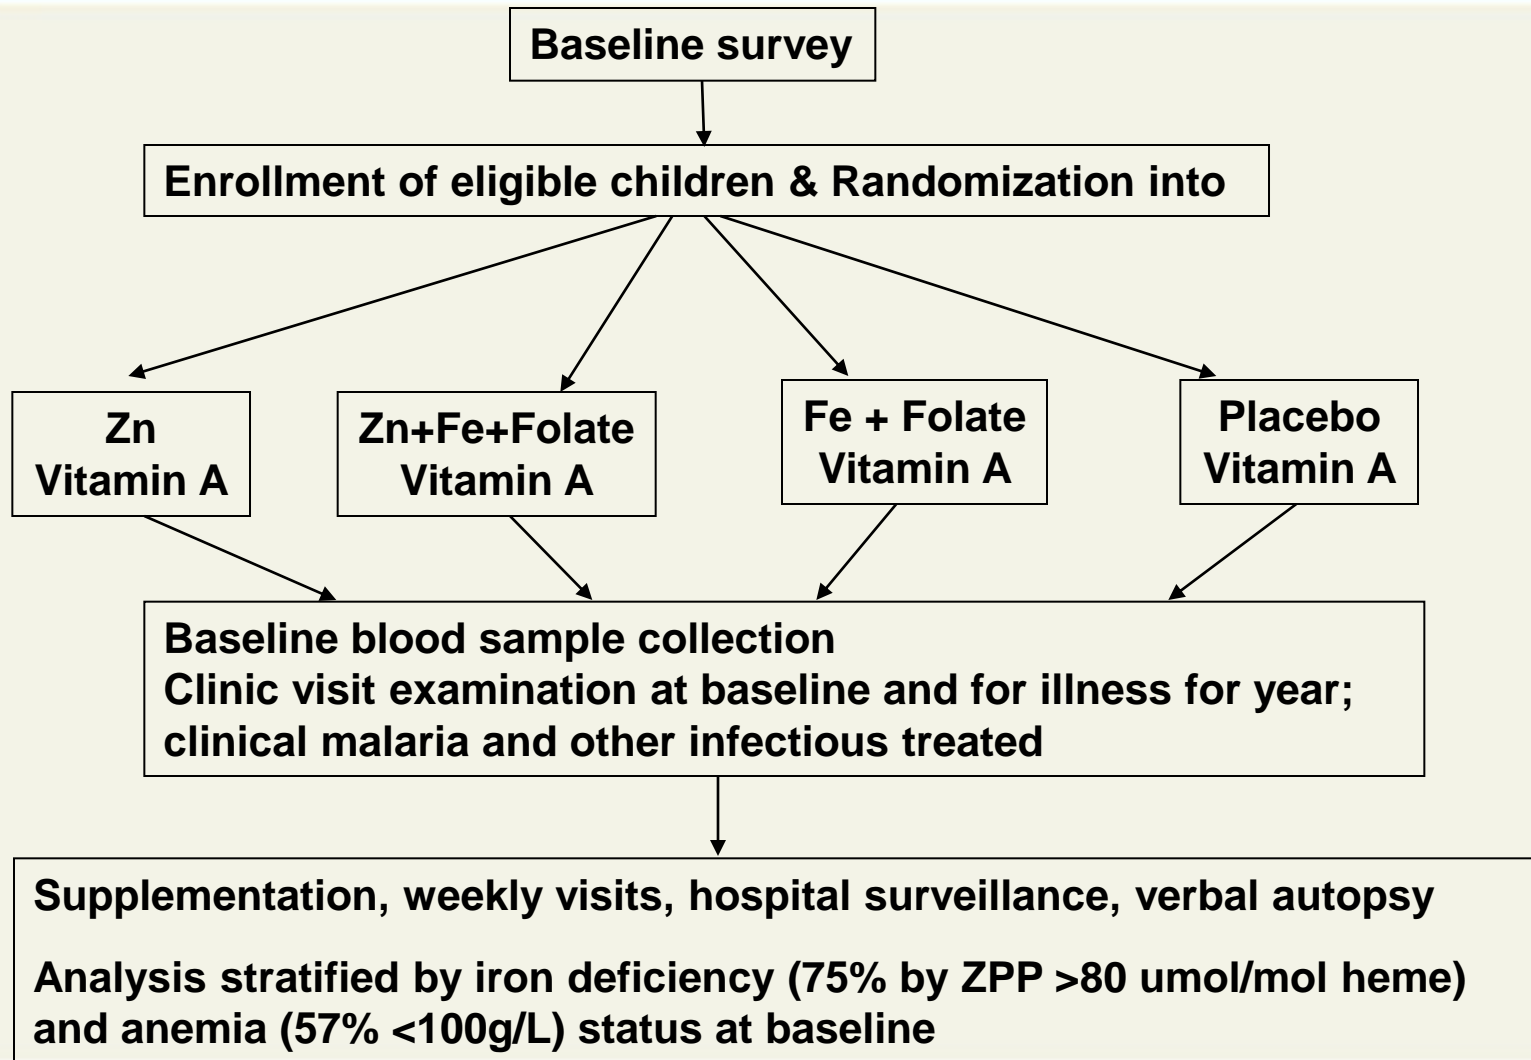 Baseline survey
Enrollment of eligible children & Randomization into
Zn
Vitamin A
Zn+Fe+Folate
Vitamin A
Fe + Folate
Vitamin A
Placebo
Vitamin A
Baseline blood sample collection
Clinic visit examination at baseline and for illness for year;
clinical malaria and other infectious treated
Supplementation, weekly visits, hospital surveillance, verbal autopsy
Analysis stratified by iron deficiency (75% by ZPP >80 umol/mol heme)
and anemia (57% <100g/L) status at baseline